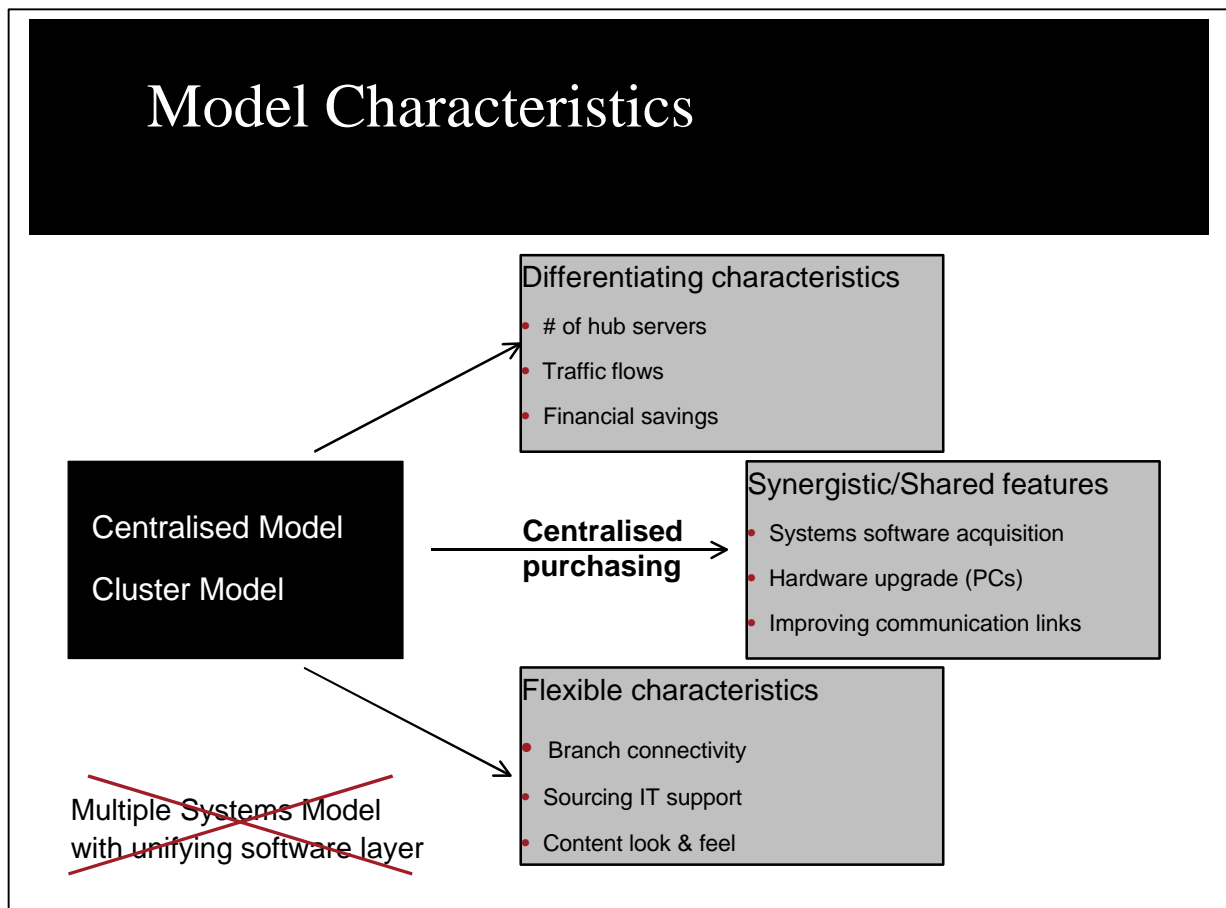 Model Characteristics
Differentiating characteristics
• # of hub servers
• Traffic flows
• Financial savings
Centralised Model
Cluster Model
Centralised
purchasing
Synergistic/Shared features
• Systems software acquisition
• Hardware upgrade (PCs)
• Improving communication links
Flexible characteristics
• Branch connectivity
• Sourcing IT support
• Content look & feel
Multiple Systems Model
with unifying software layer